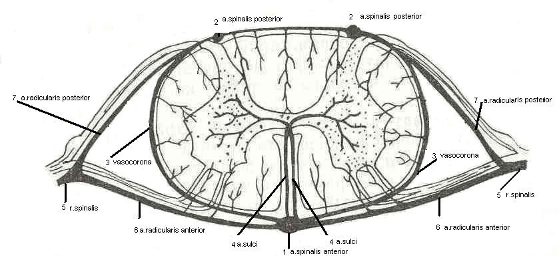 2 a.spinalis posterior
2 a.spinalis posterior
7 a.radicularis posterior
7 a.radicularis posterior
3 vasocorona
3 vasocorona
5 r.spinalis
5 r.spinalis
6 a.radicularis anterior
6 a.radicularis anterior
4 a.sulci
4 a.sulci
1 a.spinalis anterior